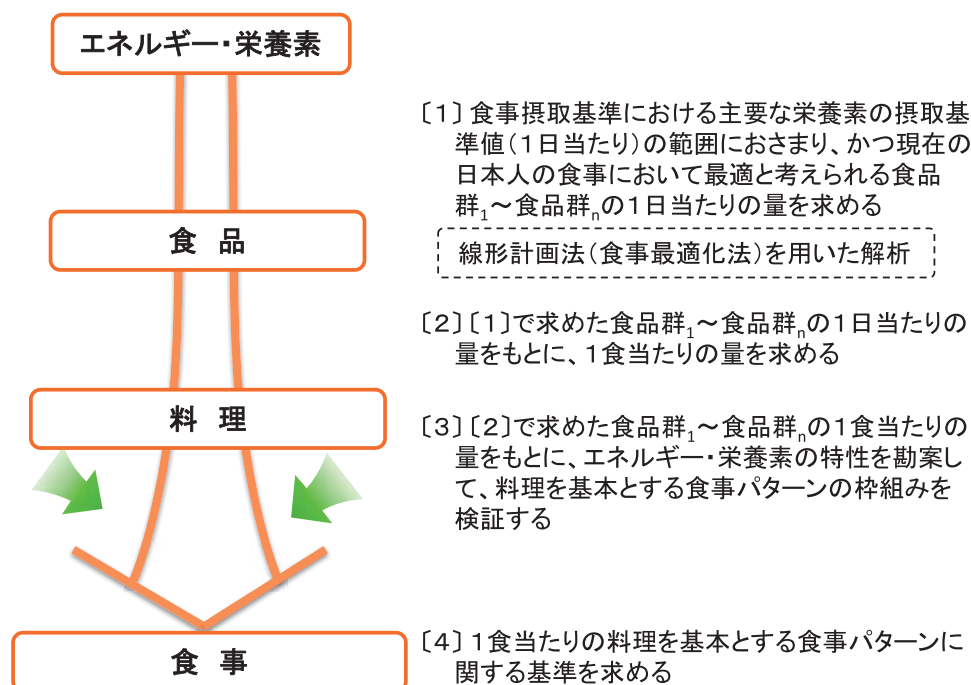 エネルギー・栄養素
〔１〕 食事摂取基準における主要な栄養素の摂取基
準値（１日当たり）の範囲におさまり、かつ現在の
日本人の食事において最適と考えられる食品
群1～食品群nの１日当たりの量を求める
食 品
線形計画法（食事最適化法）を用いた解析
〔２〕 〔１〕で求めた食品群1～食品群nの１日当たりの
量をもとに、１食当たりの量を求める
料 理
〔３〕 〔２〕で求めた食品群1～食品群nの１食当たりの
量をもとに、エネルギー・栄養素の特性を勘案し
て、料理を基本とする食事パターンの枠組みを
検証する
食 事
〔４〕 １食当たりの料理を基本とする食事パターンに
関する基準を求める